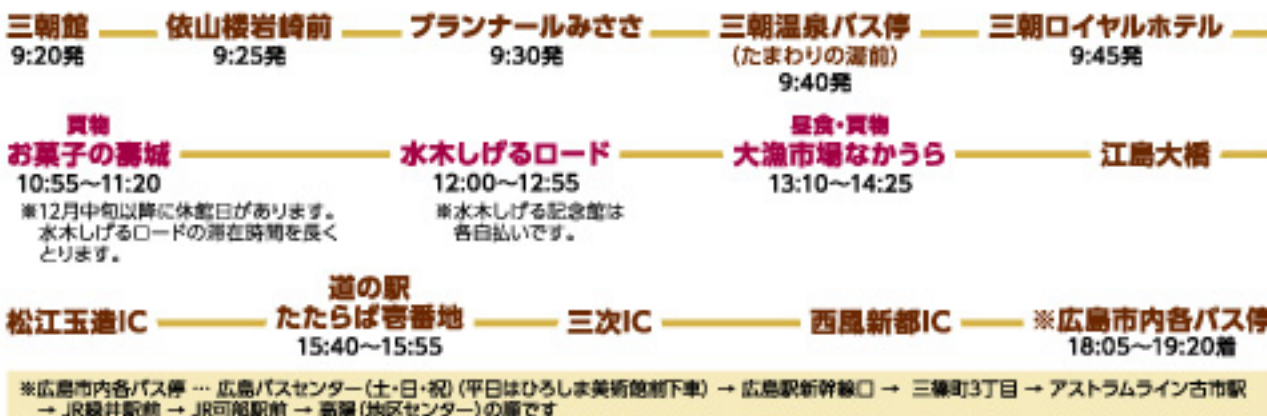 三朝館 依山楼岩崎前 ブランナールみささ 三朝温泉バス停 三朝ロイヤルホテル
(たまわりの湯前)
9:20発 9:25発 9:30発 9:40発 9:45発
買物 昼食・買物
お菓子の壽城 水木しげるロード 大漁市場なかうら 江島大橋
10:55~11:20 12:00~12:55 13:10~14:25
※12月中旬以降に休館日があります。
水木しげるロードの滞在時間を長く
とります。
※水木しげる記念館は
各自払いです。
道の駅
松江玉造IC たたらば壱番地 三次IC 西風新都IC ※広島市内各バス停
15:40~15:55 18:05~19:20着
※広島市内各バス停 … 広島バスセンター(土・日・祝)(平日はひろしま美術館前下車) → 広島駅新幹線口 → 三篠町3丁目 → アストラムライン古市駅
→ JR緑井駅前 → JR可部駅前 → 高陽(地区センター)の順です